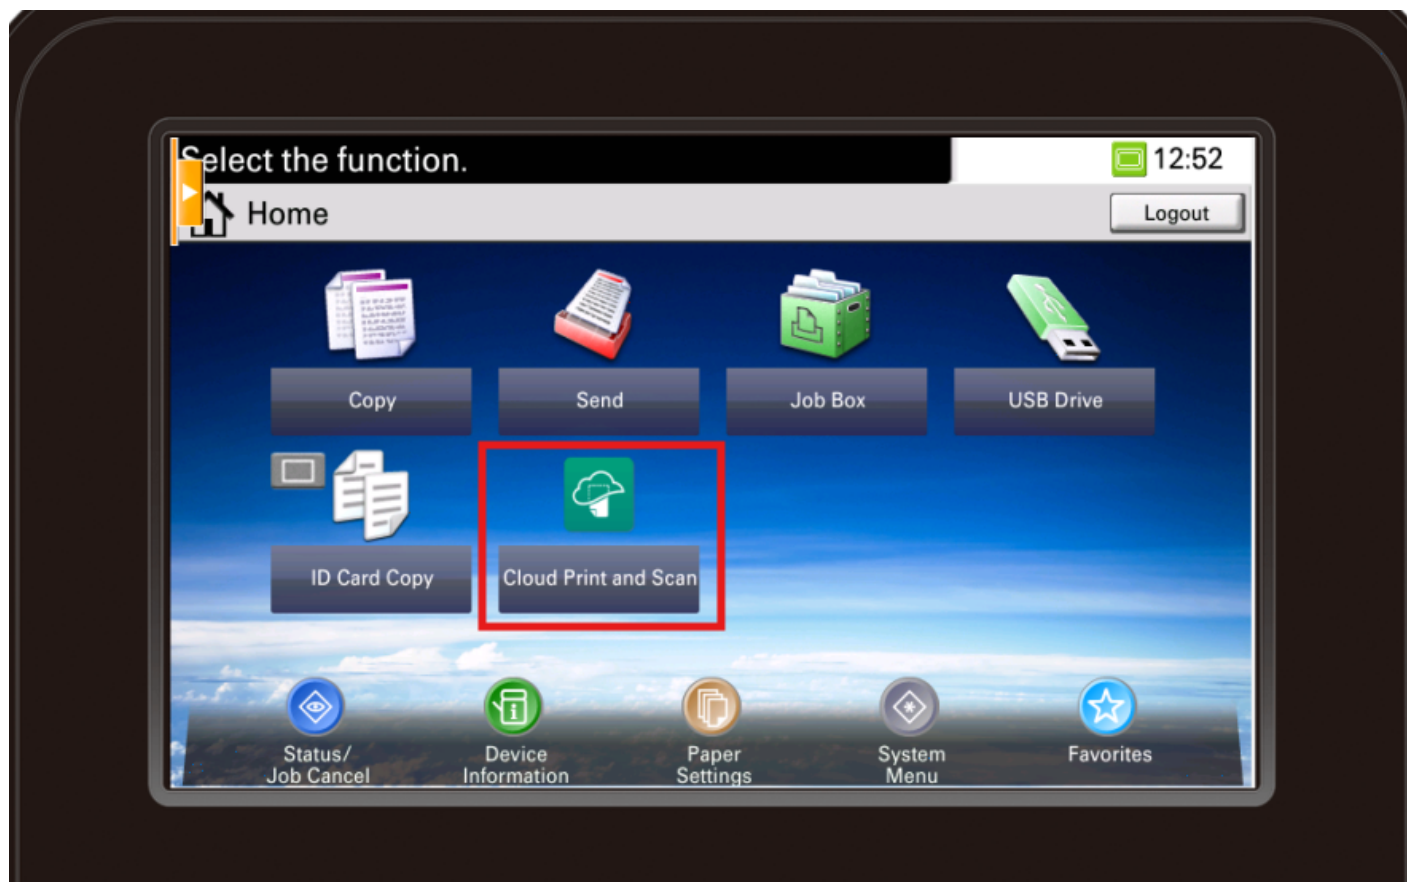 Select the function.
12:52
Home
Logout
Copy
Send
Job Box
USB Drive
ID Card Copy
Cloud Print and Scan
Status/
Job Cancel
Device
Information
Paper
Settings
System
Menu
Favorites